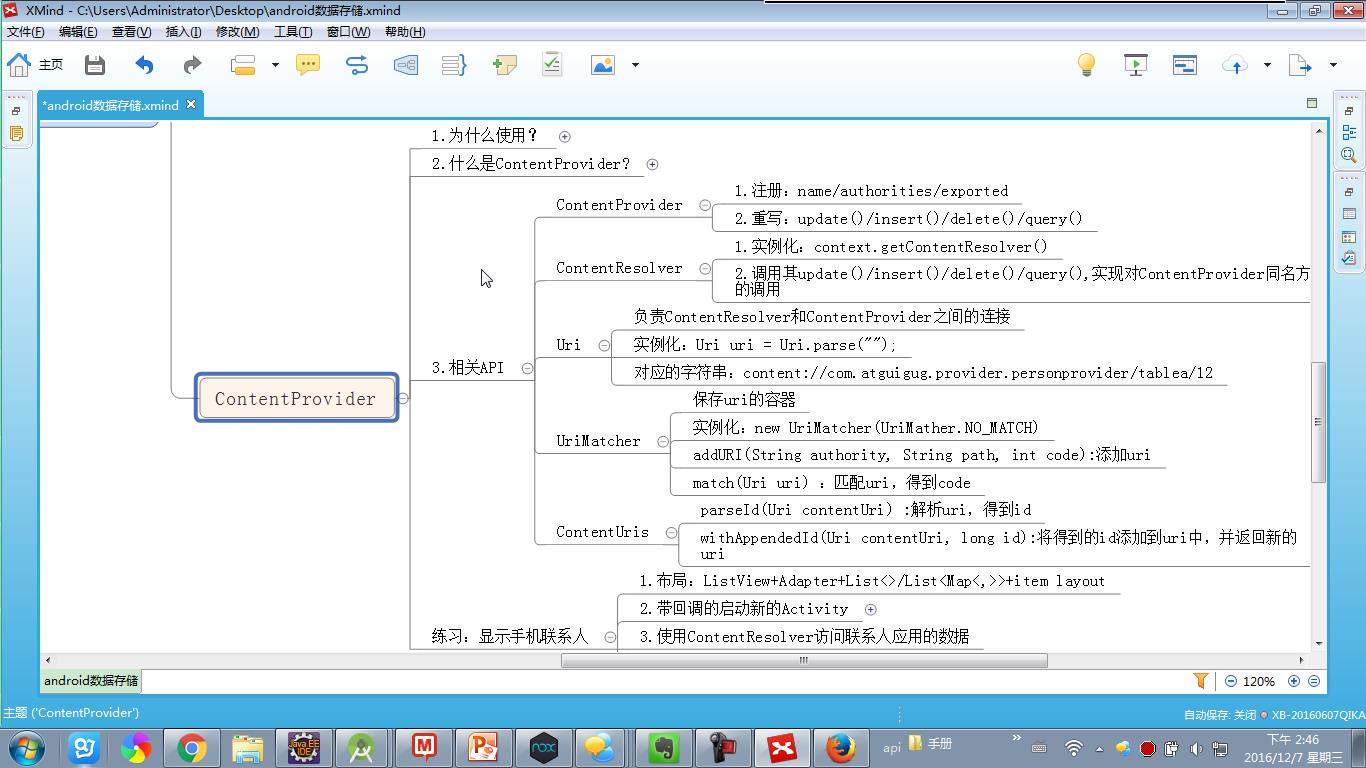 XMind - C:\Users\Administrator\Desktop\android数据存储.xmind
文件(F) 编辑(E) 查看(V) 插入(I) 修改(M) 工具(T) 窗口(W) 帮助(H)
主页
*android数据存储.xmind
1.为什么使用？
2.什么是ContentProvider?
ContentProvider
1.注册：name/authorities/exported
2.重写：update()/insert()/delete()/query()
ContentResolver
1.实例化：context.getContentResolver()
2.调用其update()/insert()/delete()/query(),实现对ContentProvider同名方
的调用
3.相关API
Uri
负责ContentResolver和ContentProvider之间的连接
实例化：Uri uri = Uri.parse("");
对应的字符串：content://com.atguigug.provider.personprovider/tablea/12
ContentProvider
UriMatcher
保存uri的容器
实例化：new UriMatcher(UriMather.NO_MATCH)
addURI(String authority, String path, int code):添加uri
match(Uri uri) ：匹配uri，得到code
ContentUris
parseId(Uri contentUri) :解析uri，得到id
withAppendedId(Uri contentUri, long id):将得到的id添加到uri中，并返回新的
uri
练习：显示手机联系人
1.布局：ListView+Adapter+List<>/List<Map<,>>+item layout
2.带回调的启动新的Activity
3.使用ContentResolver访问联系人应用的数据
android数据存储
120%
主题 ('ContentProvider')
自动保存: 关闭 XB-20160607QIKA
Java EE
IDE
nox
api 手册
下午 2:46
2016/12/7 星期三